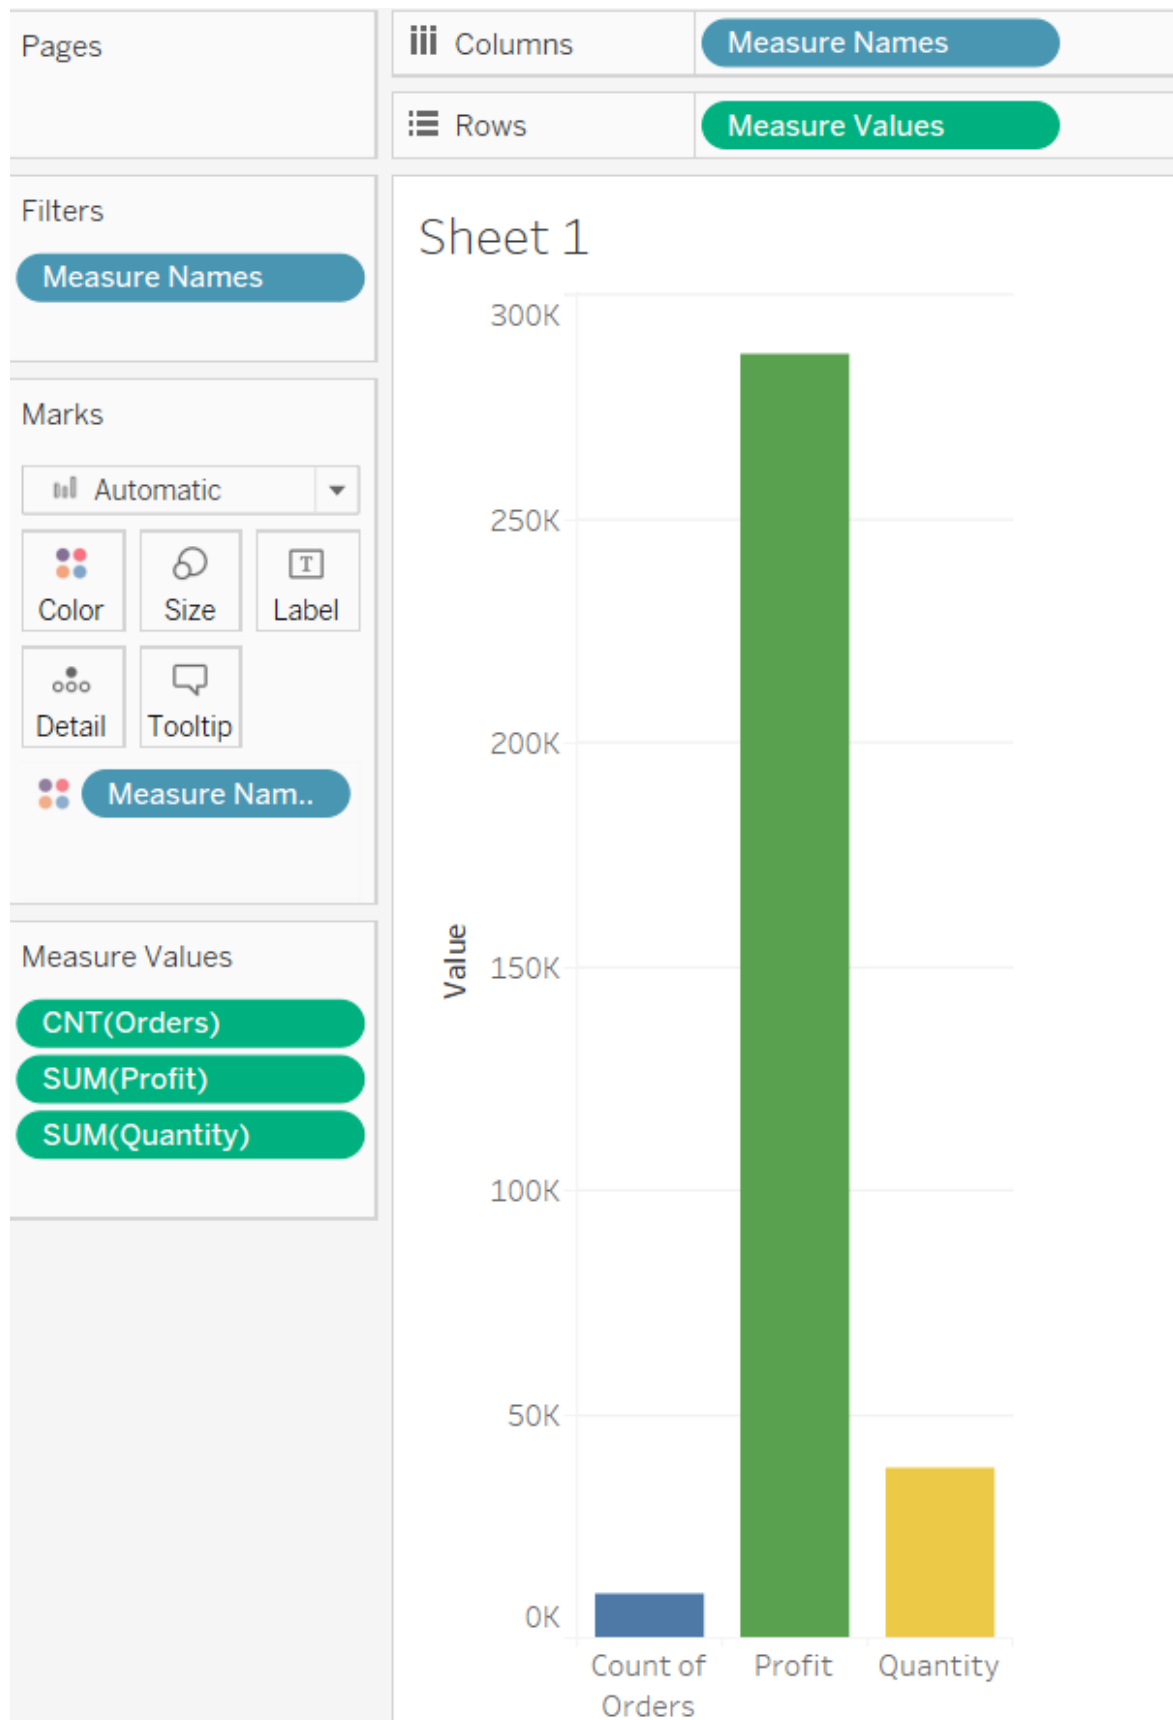 Pages
Columns
Measure Names
Rows
Measure Values
Filters
Measure Names
Marks
Automatic
Color
Size
T
Label
Detail
Tooltip
Measure Nam..
Measure Values
CNT(Orders)
SUM(Profit)
SUM(Quantity)
Sheet 1
300K
250K
200K
150K
100K
50K
0K
Value
Count of
Orders
Profit
Quantity